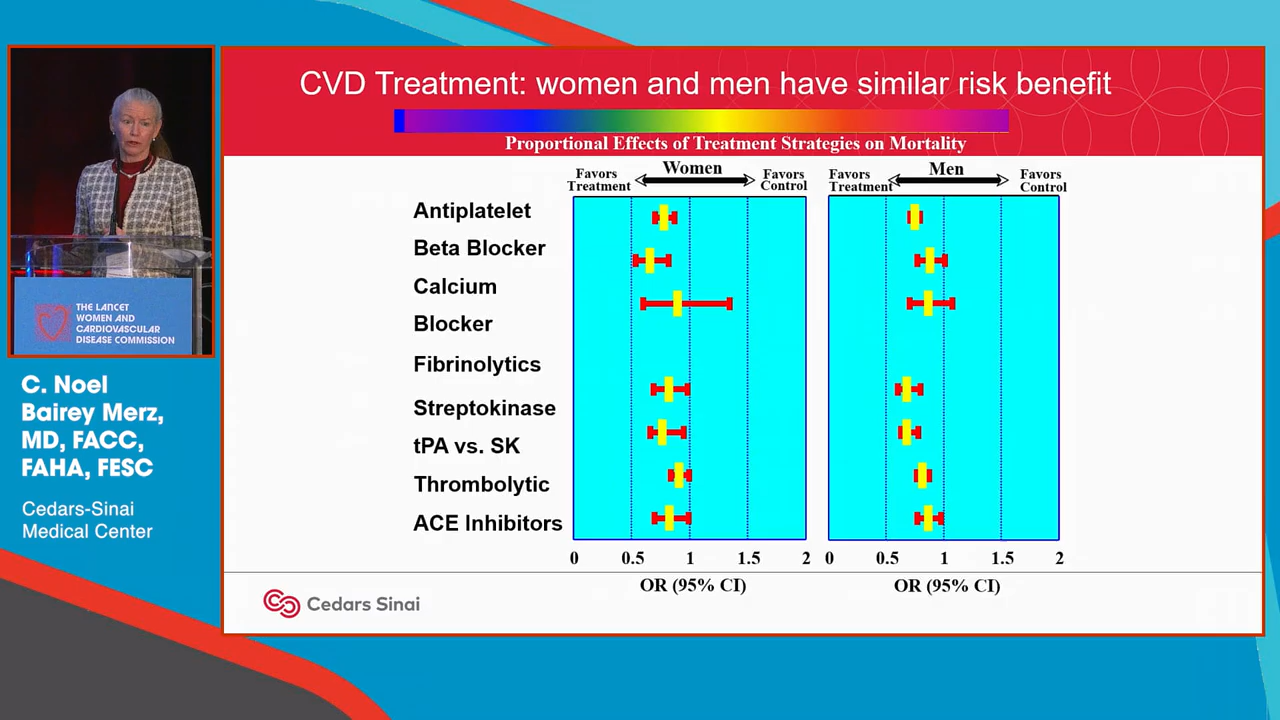 CVD Treatment: women and men have similar risk benefit
Proportional Effects of Treatment Strategies on Mortality
Favors
Treatment
Women
Favors
Control
Favors
Treatment
Men
Favors
Control
Antiplatelet
Beta Blocker
Calcium
Blocker
Fibrinolytics
Streptokinase
tPA vs. SK
Thrombolytic
ACE Inhibitors
0 0.5 1 1.5 2
OR (95% CI)
0 0.5 1 1.5 2
OR (95% CI)
Cedars Sinai
THE LANCET
WOMEN AND
CARDIOVASCULAR
DISEASE COMMISSION
C. Noel
Bairey Merz,
MD, FACC,
FAHA, FESC
Cedars-Sinai
Medical Center